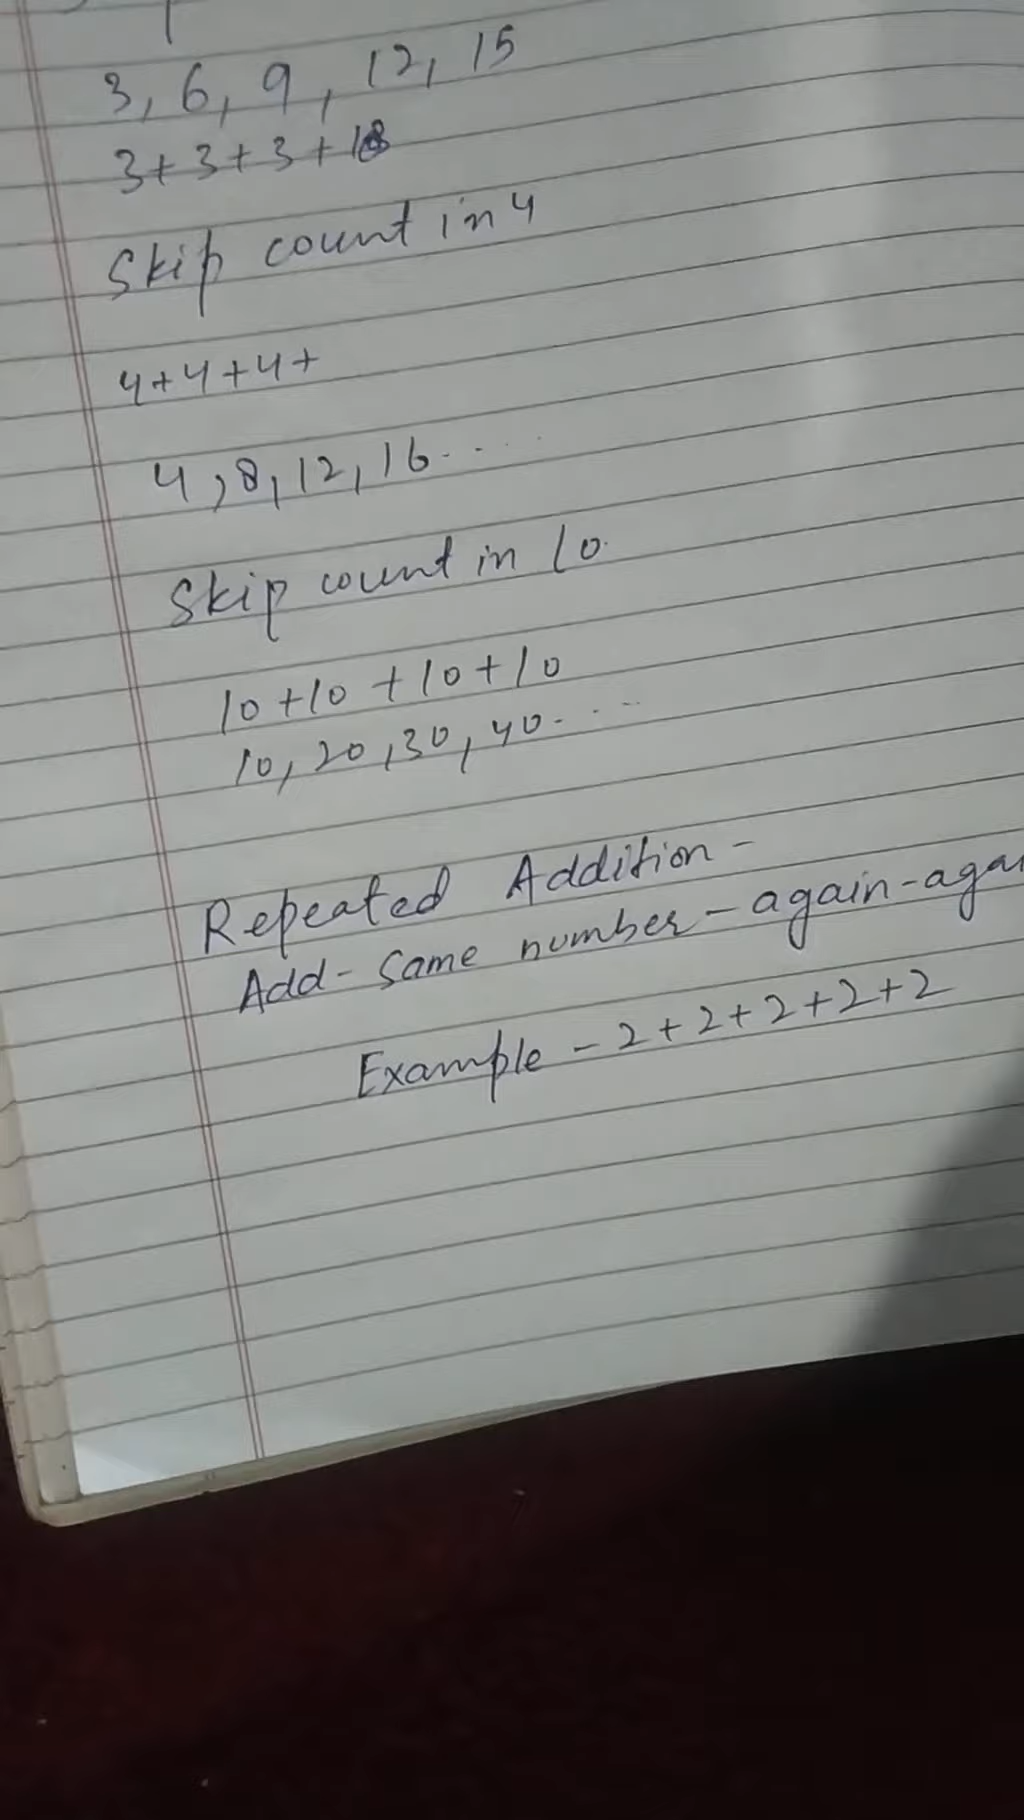 3, 6, 9, 12, 15
3+3+3+
Skip count in 4
4+4+4+
4,8,12,16.....
Skip count in 10.
10+10+10+10
10,20,30,40.....
Repeated Addition-
Add-Same number-again-agai
Example-2+2+2+2+2